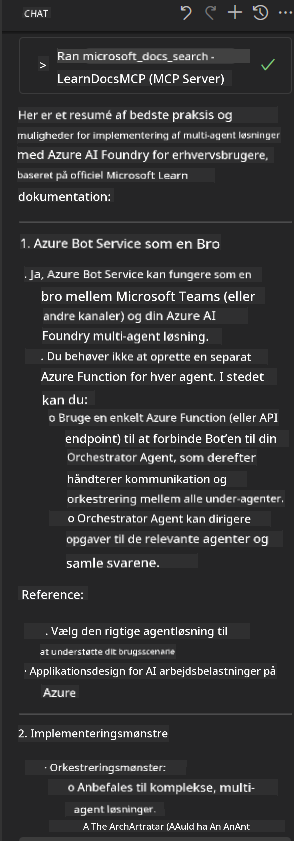 CHAT
> Ran microsoft_docs_search -
LearnDocsMCP (MCP Server)
Her er et resumé af bedste praksis og
muligheder for implementering af multi-agent løsninger
med Azure AI Foundry for erhvervsbrugere,
baseret på officiel Microsoft Learn
dokumentation:
1. Azure Bot Service som en Bro
. Ja, Azure Bot Service kan fungere som en
bro mellem Microsoft Teams (eller
andre kanaler) og din Azure AI
Foundry multi-agent løsning.
. Du behøver ikke at oprette en separat
Azure Function for hver agent. I stedet
kan du:
o Bruge en enkelt Azure Function (eller API
endpoint) til at forbinde Bot'en til din
Orchestrator Agent, som derefter
håndterer kommunikation og
orkestrering mellem alle under-agenter.
o Orchestrator Agent kan dirigere
opgaver til de relevante agenter og
samle svarene.
Reference:
. Vælg den rigtige agentløsning til
at understøtte dit brugsscenarie
· Applikationsdesign for AI arbejdsbelastninger på
Azure
2. Implementeringsmønstre
· Orkestreringsmønster:
o Anbefales til komplekse, multi-
agent løsninger.
A The